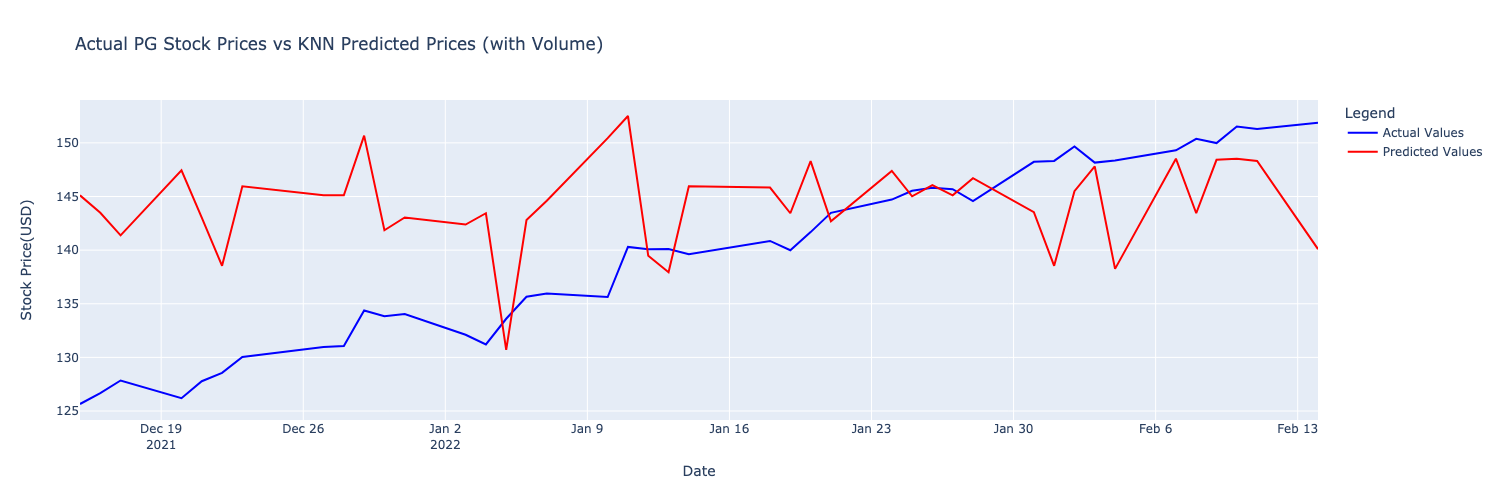 Actual PG Stock Prices vs KNN Predicted Prices (with Volume)
Legend
Actual Values
Predicted Values
Stock Price(USD)
150
145
140
135
130
125
Dec 19
2021
Dec 26
Jan 2
2022
Jan 9
Jan 16
Jan 23
Jan 30
Feb 6
Feb 13
Date